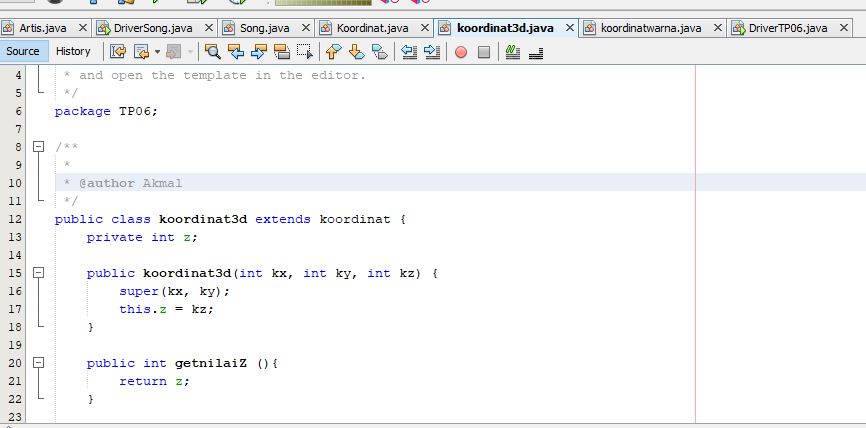 Artis.java DriverSong.java Song.java Koordinat.java koordinat3d.java koordinatwarna.java DriverTP06.java
Source History
4 * and open the template in the editor.
5 */
6 package TP06;
7
8 /**
9 *
10 * @author Akmal
11 */
12 public class koordinat3d extends koordinat {
13 private int z;
14
15 public koordinat3d(int kx, int ky, int kz) {
16 super(kx, ky);
17 this.z = kz;
18 }
19
20 public int getnilaiZ (){
21 return z;
22 }
23